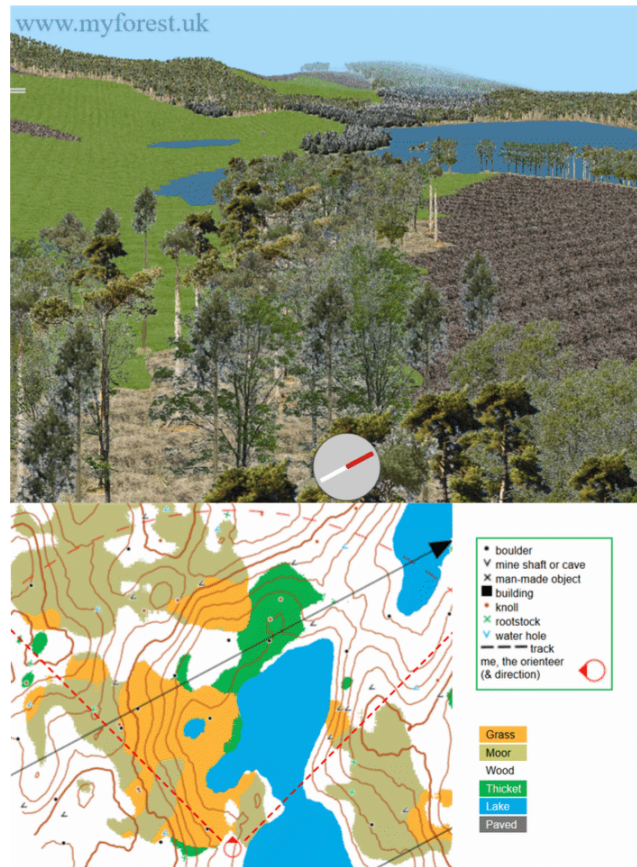 www.myforest.uk
boulder
mine shaft or cave
man-made object
building
knoll
rootstock
water hole
track
me, the orienteer
(& direction)
Grass
Moor
Wood
Thicket
Lake
Paved